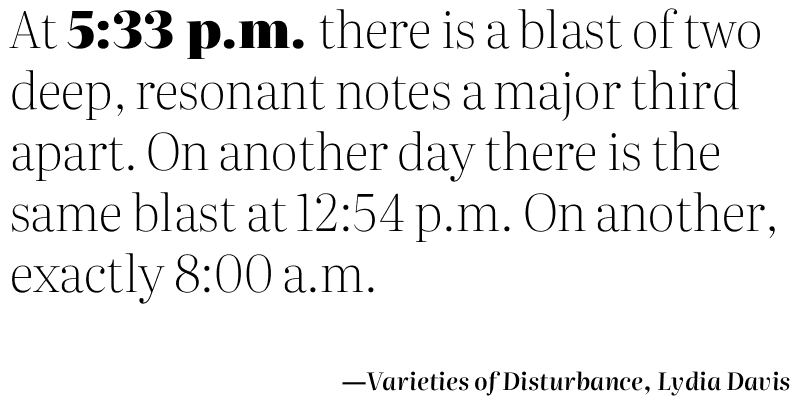 At 5:33 p.m. there is a blast of two
deep, resonant notes a major third
apart. On another day there is the
same blast at 12:54 p.m. On another,
exactly 8:00 a.m.
—Varieties of Disturbance, Lydia Davis